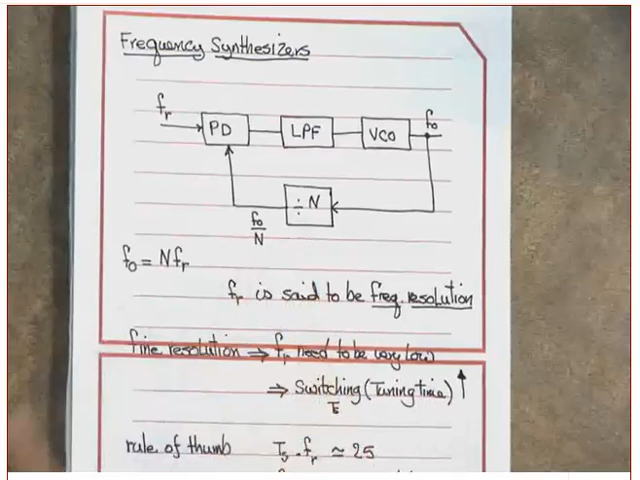 Frequency Synthesizers
fr
PD
LPF
VCO
fo
÷ N
fo/N
fo = Nfr
fr is said to be freq. resolution
fine resolution ⇒ fr need to be very low
⇒ Switching (Tuning time) ↑
Ts
rule of thumb Ts . fr ≃ 25